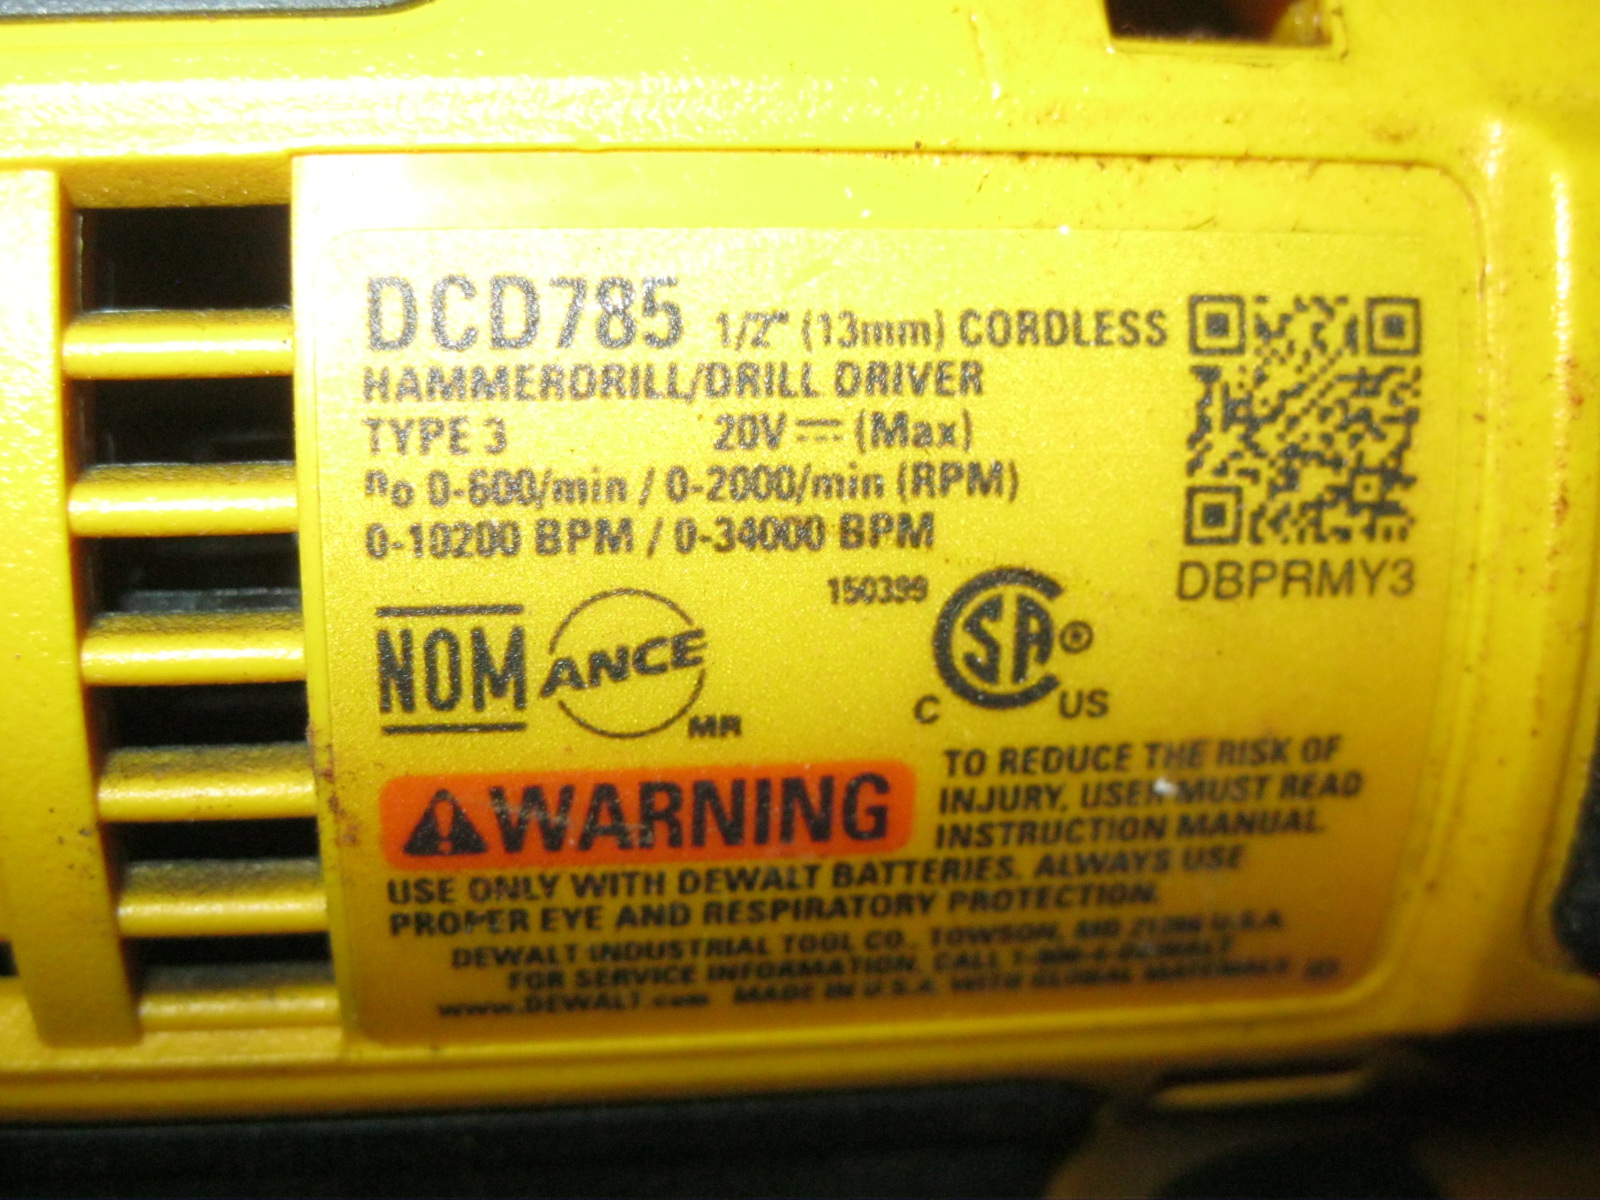 DCD785 1/2" (13mm) CORDLESS
HAMMERDRILL/DRILL DRIVER
TYPE 3 20V⎓ (Max)
n₀ 0-600/min / 0-2000/min (RPM)
0-10200 BPM / 0-34000 BPM
DBPRMY3
150399
NOM ANCE MR
C SA® US
⚠WARNING
TO REDUCE THE RISK OF
INJURY, USER MUST READ
INSTRUCTION MANUAL.
USE ONLY WITH DEWALT BATTERIES. ALWAYS USE
PROPER EYE AND RESPIRATORY PROTECTION.
DEWALT INDUSTRIAL TOOL CO., TOWSON, MD 21286 U.S.A.
FOR SERVICE INFORMATION, CALL 1-800-4-DEWALT
www.DEWALT.com MADE IN U.S.A. WITH GLOBAL MATERIALS